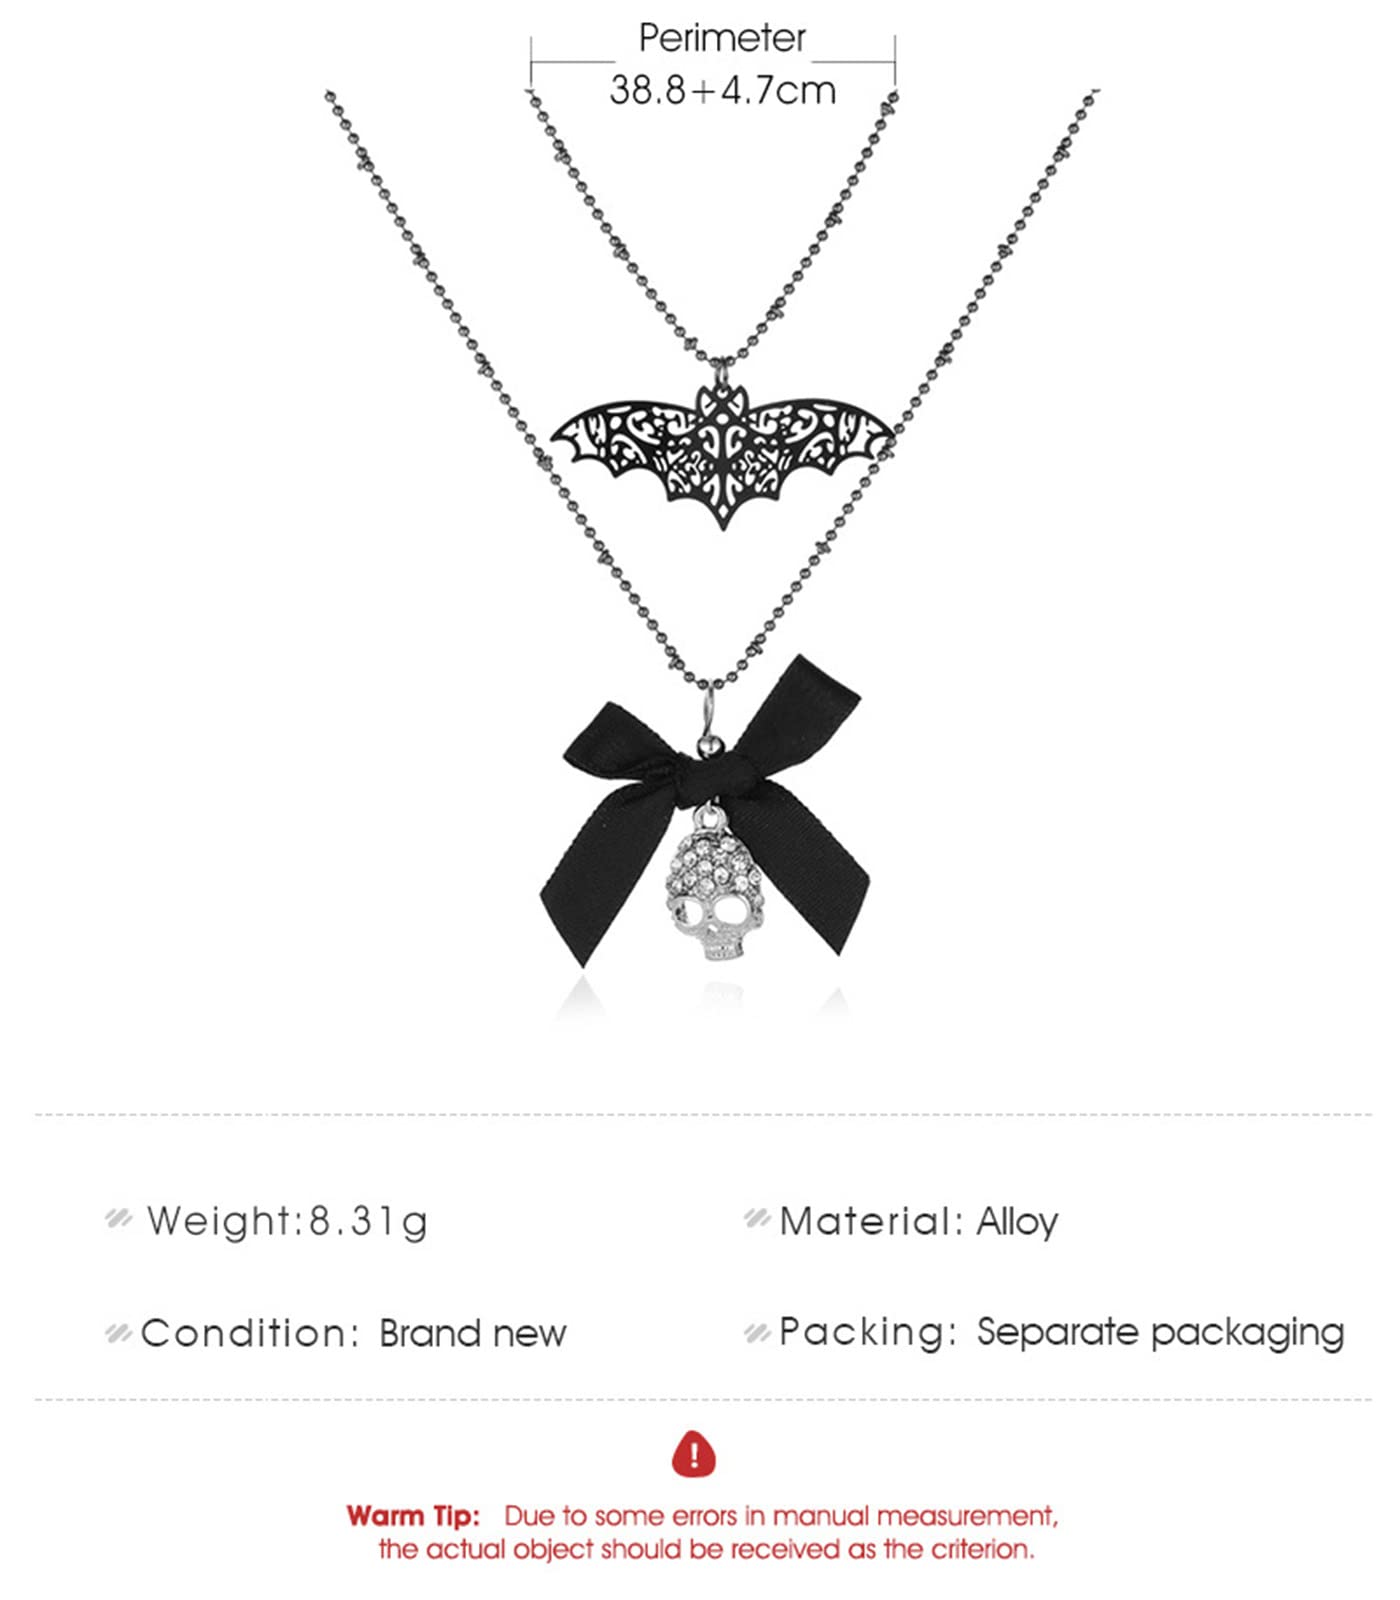 Perimeter
38.8+4.7cm
Weight:8.31g
Material: Alloy
Condition: Brand new
Packing: Separate packaging
!
Warm Tip: Due to some errors in manual measurement,
the actual object should be received as the criterion.